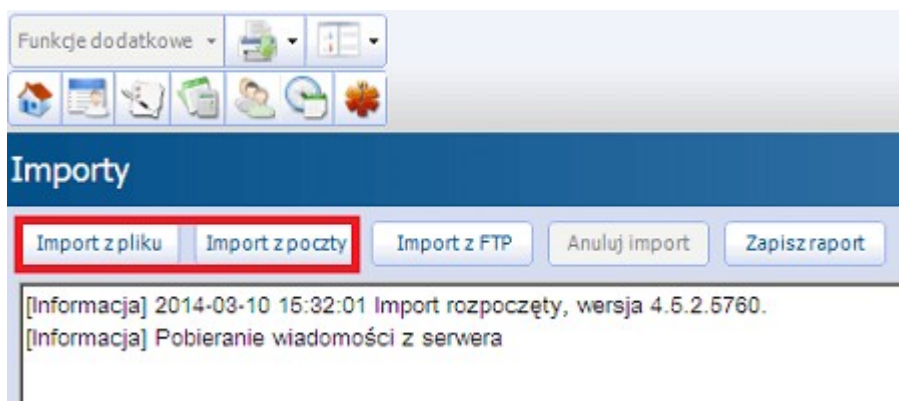 Funkcje dodatkowe
Importy
Import z pliku Import z poczty Import z FTP Anuluj import Zapisz raport
[Informacja] 2014-03-10 15:32:01 Import rozpoczęty, wersja 4.5.2.5760.
[Informacja] Pobieranie wiadomości z serwera